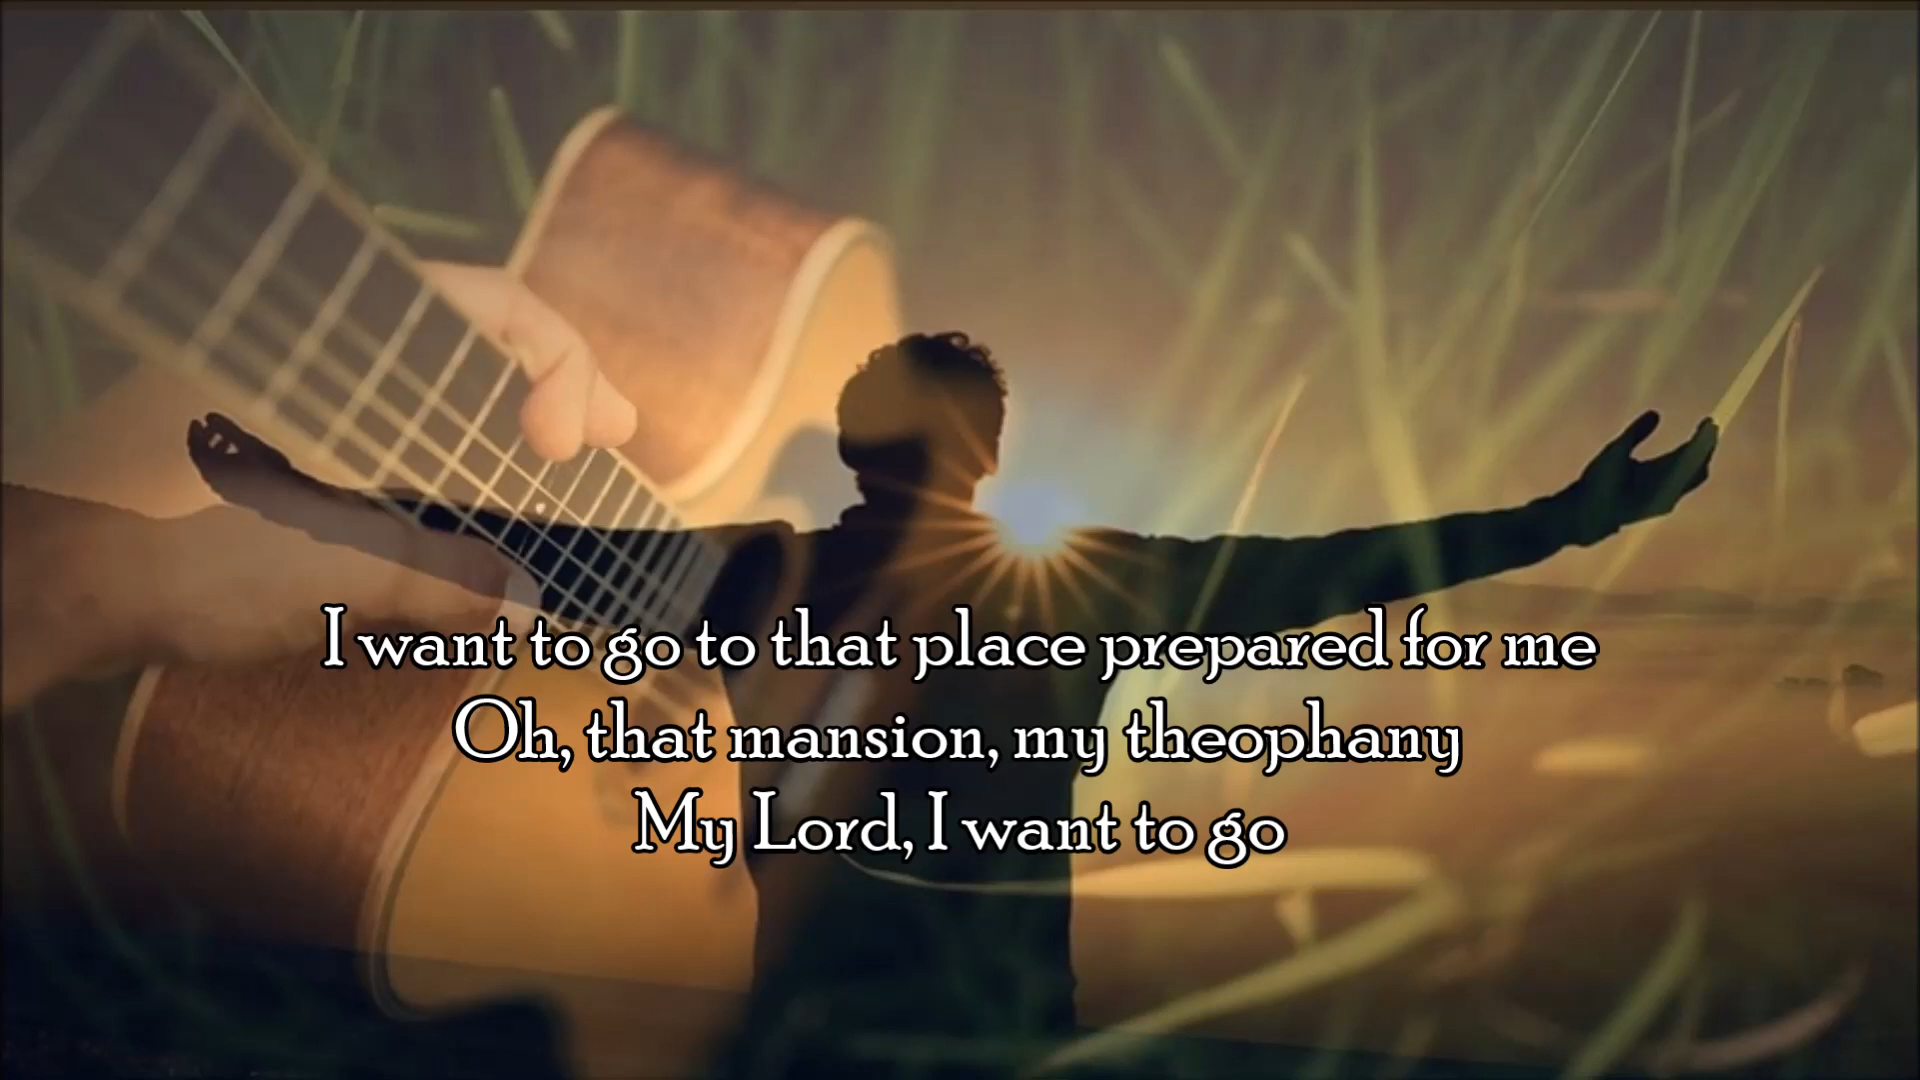 I want to go to that place prepared for me
Oh, that mansion, my theophany
My Lord, I want to go